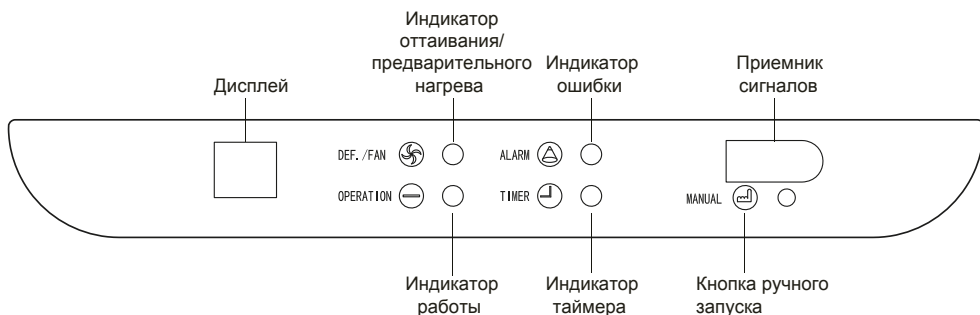 Индикатор
оттаивания/
предварительного
нагрева
Индикатор
ошибки
Приемник
сигналов
Дисплей
DEF./FAN
ALARM
OPERATION
TIMER
MANUAL
Индикатор
работы
Индикатор
таймера
Кнопка ручного
запуска